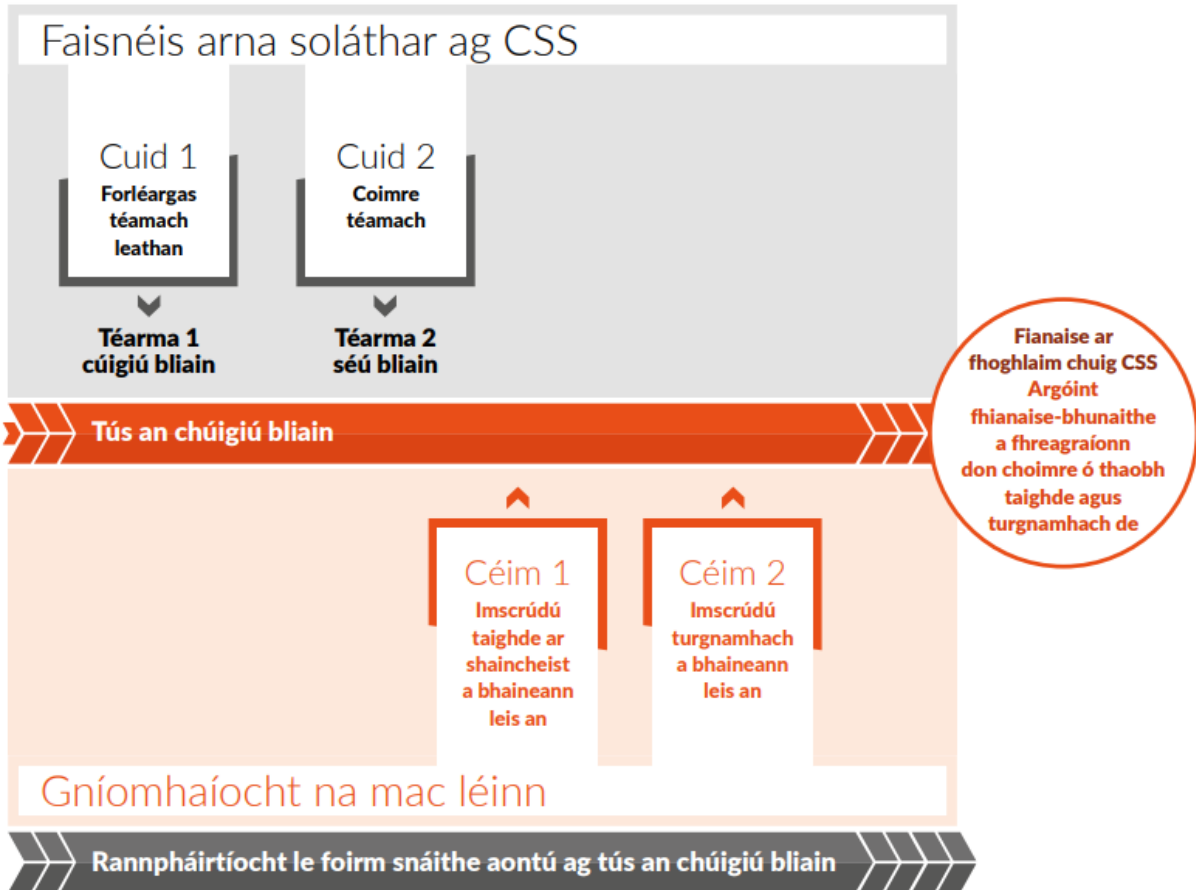 Faisnéis arna soláthar ag CSS
Cuid 1
Forléargas
téamach
leathan
Cuid 2
Coimre
téamach
Téarma 1
cúigiú bliain
Téarma 2
séú bliain
Tús an chúigiú bliain
Fianaise ar
fhoghlaim chuig CSS
Argóint
fhianaise-bhunaithe
a fhreagraíonn
don choimre ó thaobh
taighde agus
turgnamhach de
Céim 1
Imscrúdú
taighde ar
shaincheist
a bhaineann
leis an
Céim 2
Imscrúdú
turgnamhach
a bhaineann
leis an
Gníomhaíocht na mac léinn
Rannpháirtíocht le foirm snáithe aontú ag tús an chúigiú bliain